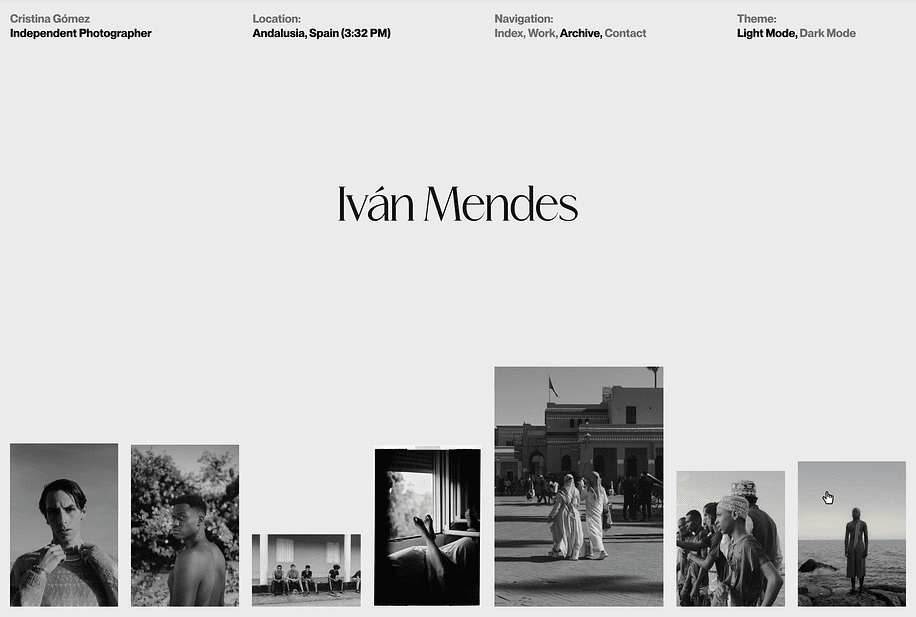 Cristina Gómez
Independent Photographer
Location:
Andalusia, Spain (3:32 PM)
Navigation:
Index, Work, Archive, Contact
Theme:
Light Mode, Dark Mode
Iván Mendes